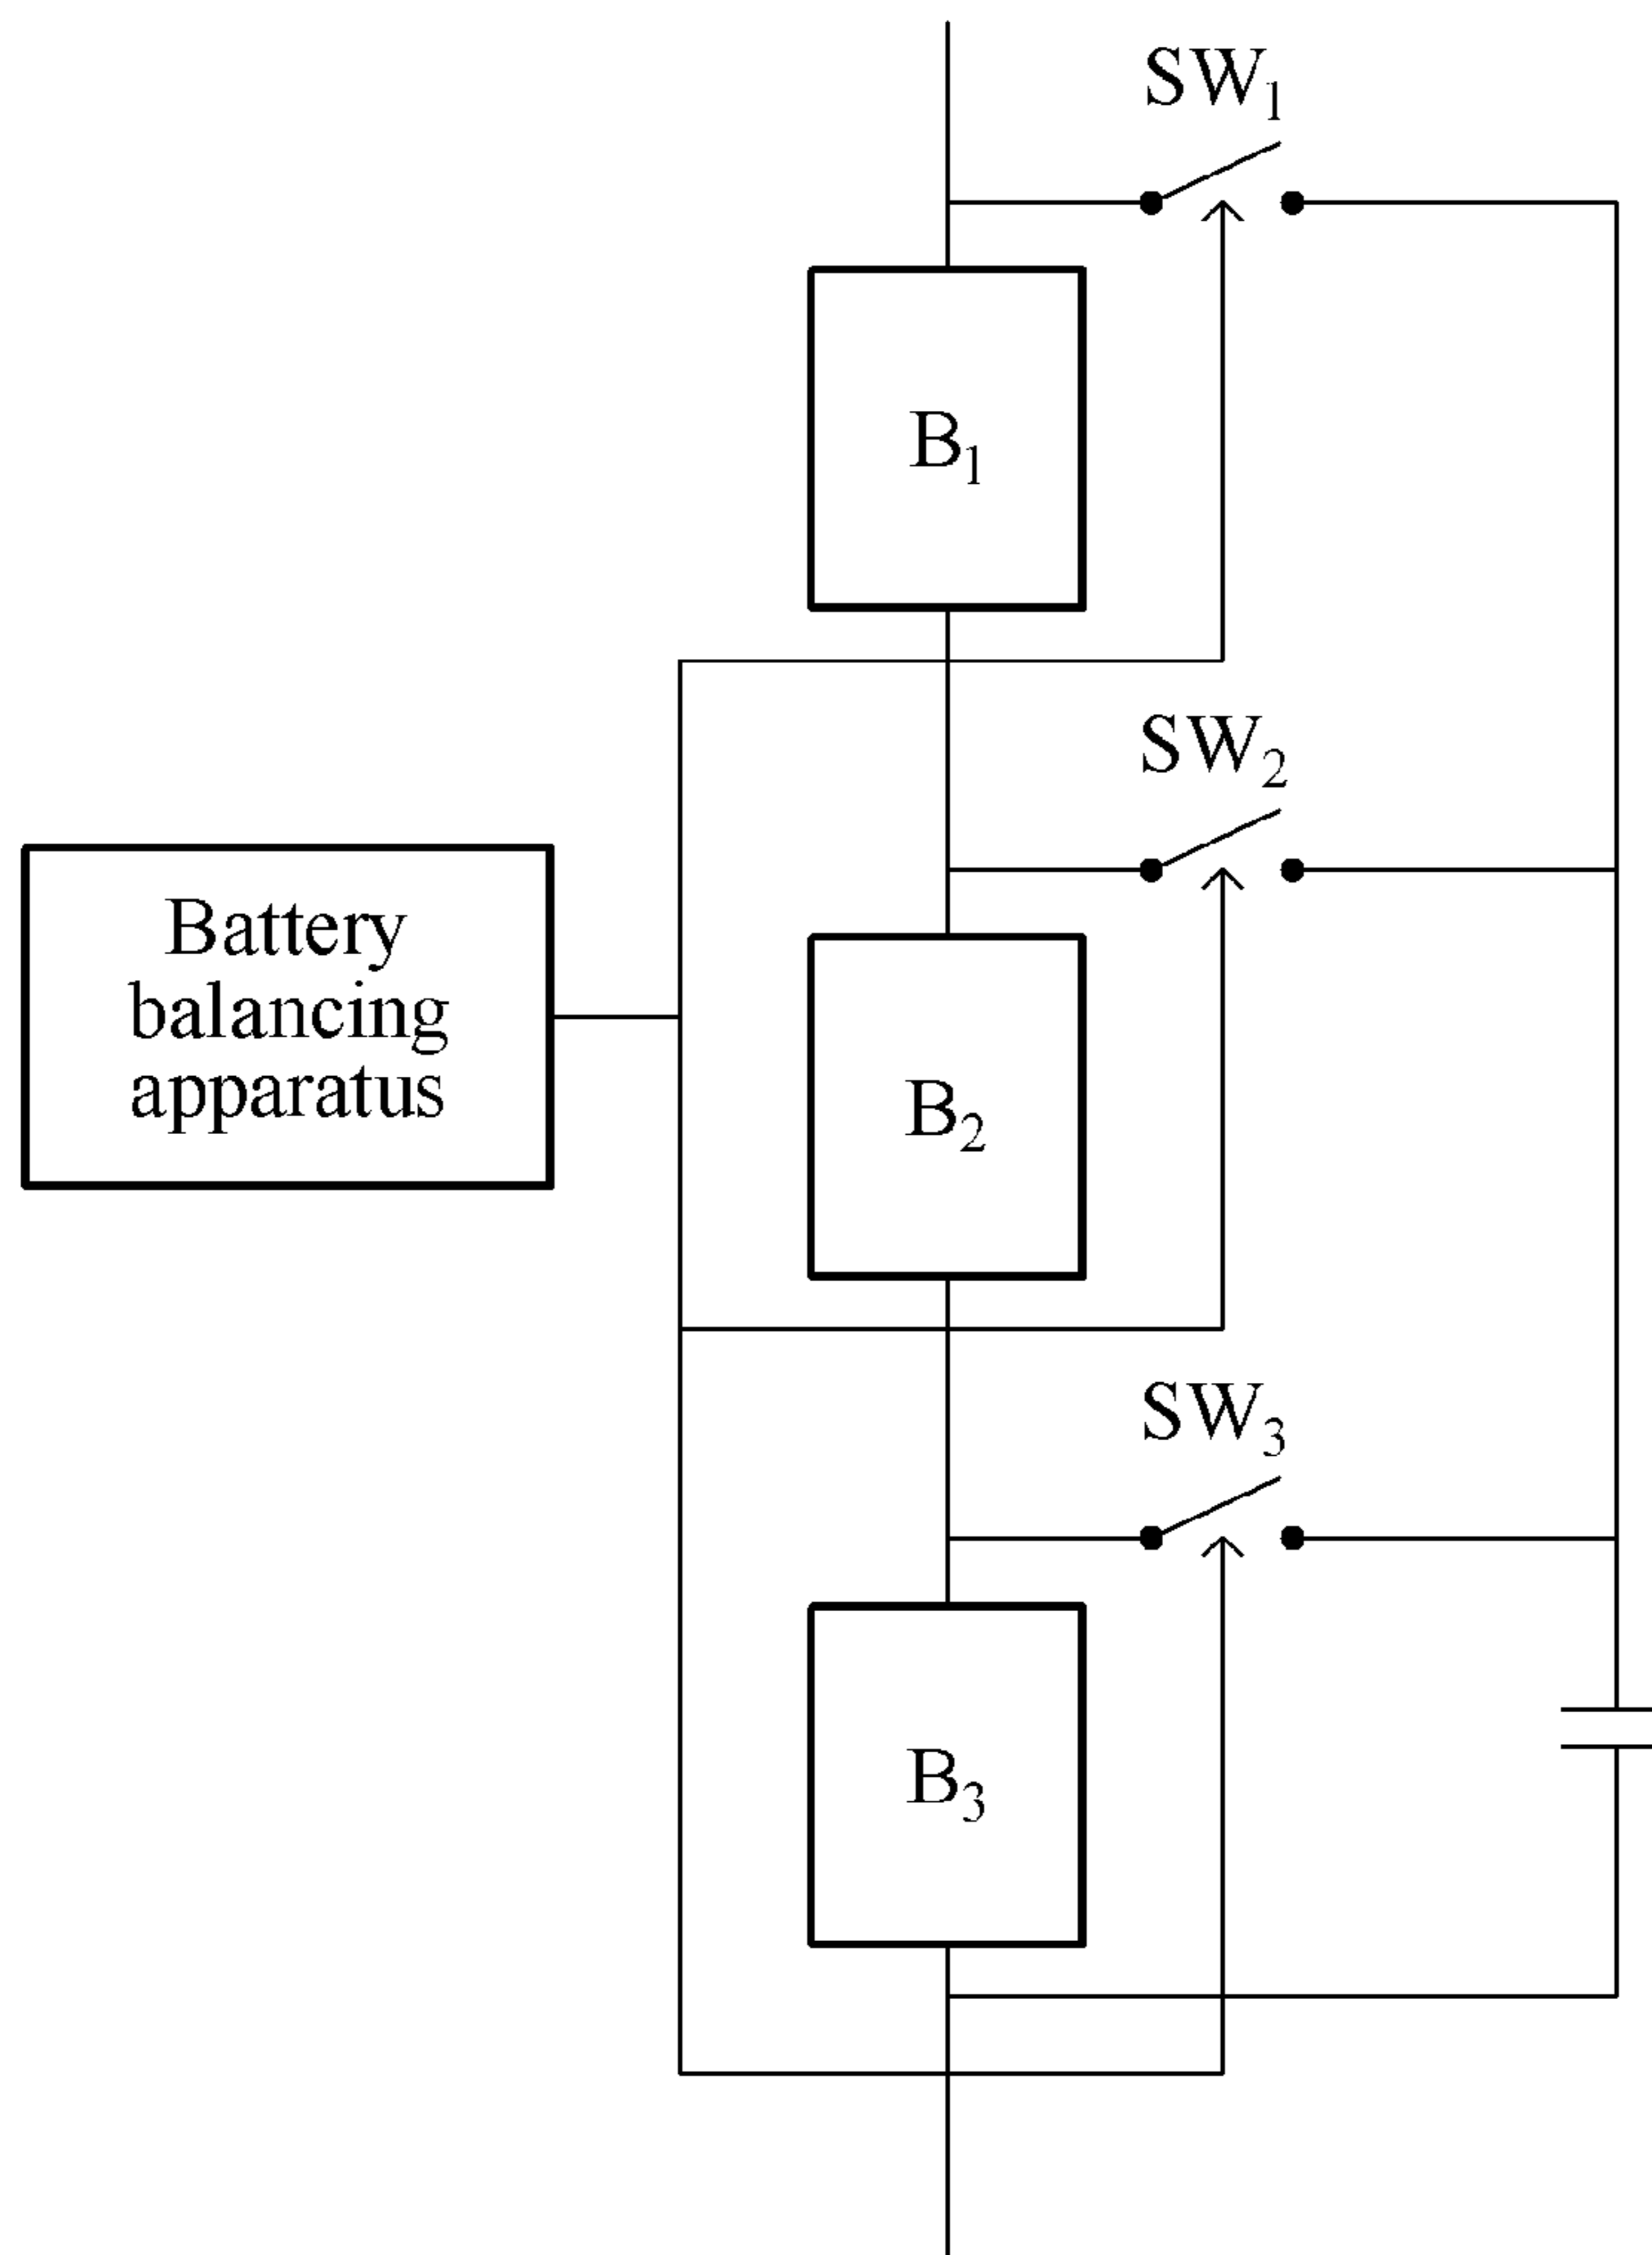 SW₁
B₁
SW₂
Battery
balancing
apparatus
B₂
SW₃
B₃